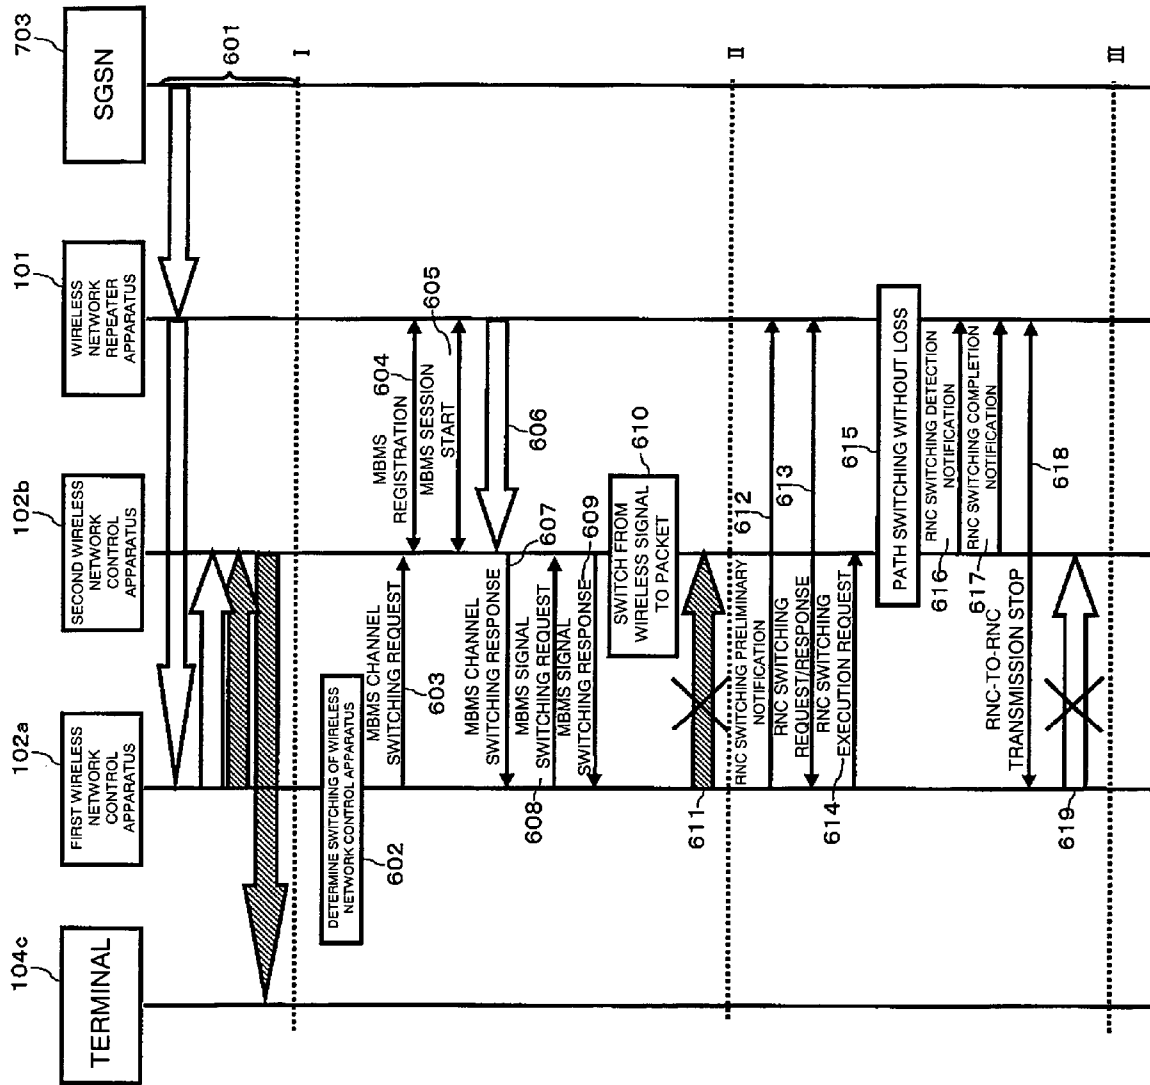 TERMINAL
104c
FIRST WIRELESS
NETWORK
CONTROL
APPARATUS
102a
SECOND WIRELESS
NETWORK
CONTROL
APPARATUS
102b
WIRELESS
NETWORK
REPEATER
APPARATUS
101
SGSN
703
601
I
DETERMINE SWITCHING OF WIRELESS
NETWORK CONTROL APPARATUS
602
MBMS CHANNEL
SWITCHING REQUEST
603
MBMS
REGISTRATION
604
MBMS SESSION
START
605
606
MBMS CHANNEL
SWITCHING RESPONSE
607
MBMS SIGNAL
SWITCHING REQUEST
608
MBMS SIGNAL
SWITCHING RESPONSE
609
SWITCH FROM
WIRELESS SIGNAL
TO PACKET
610
611
II
RNC SWITCHING PRELIMINARY
NOTIFICATION
612
RNC SWITCHING
REQUEST/RESPONSE
613
RNC SWITCHING
EXECUTION REQUEST
614
PATH SWITCHING WITHOUT LOSS
615
RNC SWITCHING DETECTION
NOTIFICATION
616
RNC SWITCHING COMPLETION
NOTIFICATION
617
RNC-TO-RNC
TRANSMISSION STOP
618
619
III